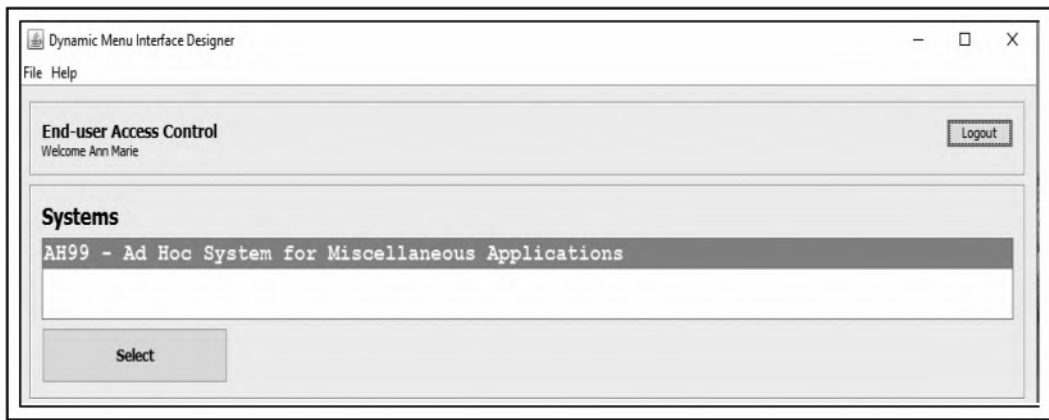 Dynamic Menu Interface Designer
File Help
End-user Access Control
Welcome Ann Marie
Logout
Systems
AH99 - Ad Hoc System for Miscellaneous Applications
Select